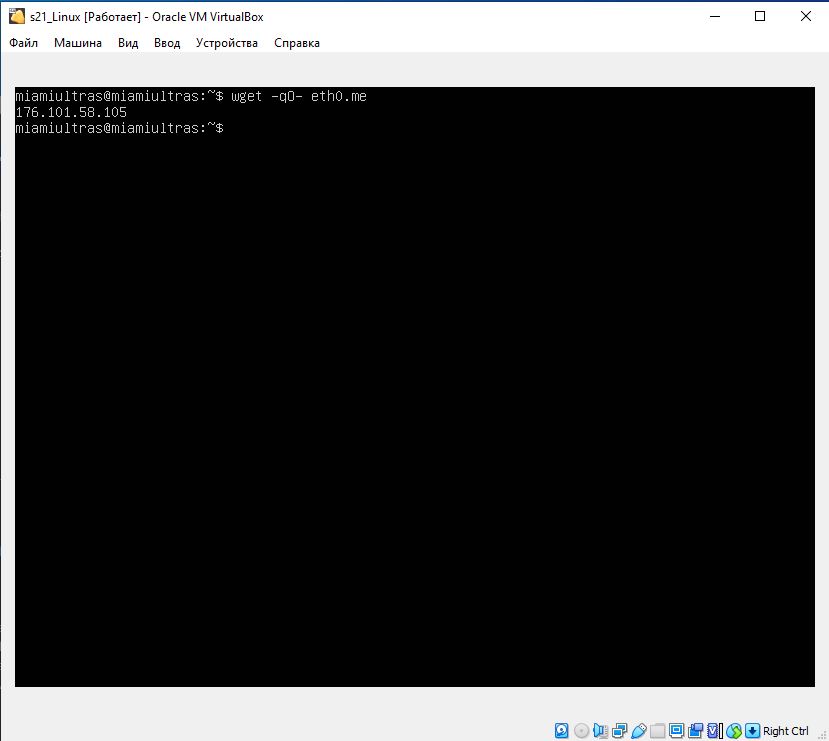 s21_Linux [Работает] - Oracle VM VirtualBox
Файл Машина Вид Ввод Устройства Справка
miamiultras@miamiultras:~$ wget -qO- eth0.me
176.101.58.105
miamiultras@miamiultras:~$
Right Ctrl